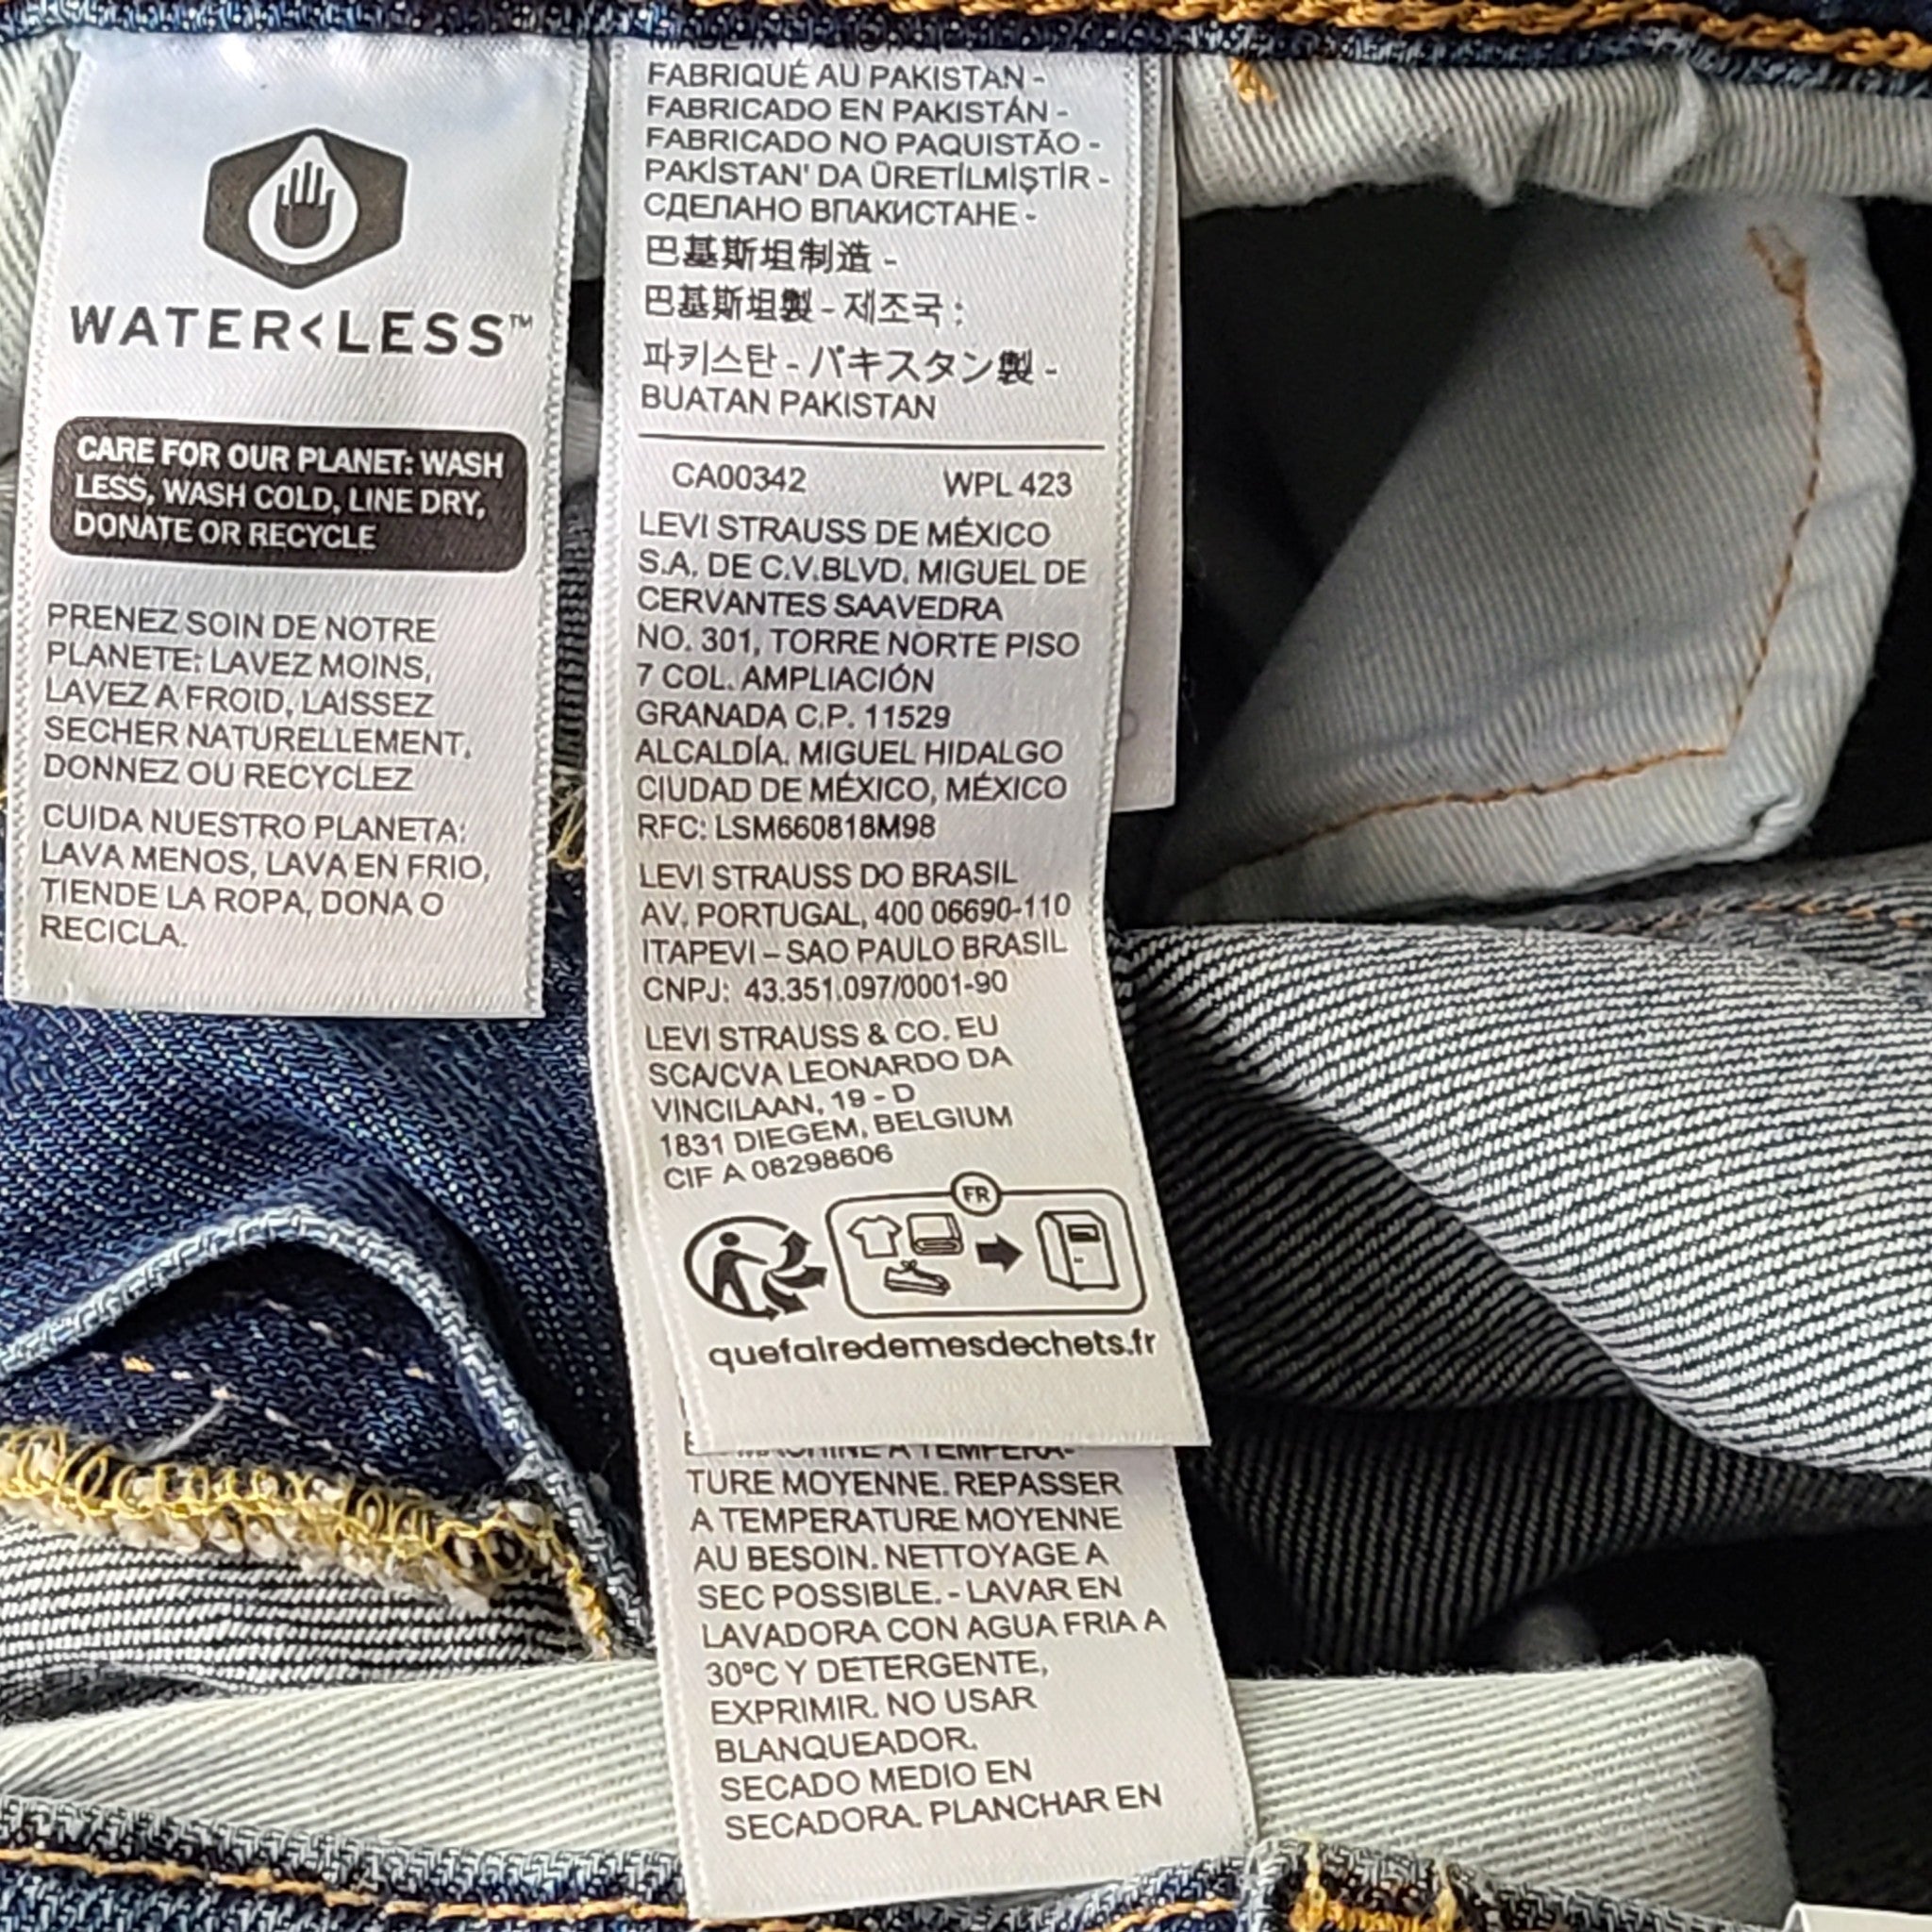 WATER<LESS™
CARE FOR OUR PLANET: WASH
LESS, WASH COLD, LINE DRY,
DONATE OR RECYCLE
PRENEZ SOIN DE NOTRE
PLANETE: LAVEZ MOINS,
LAVEZ A FROID, LAISSEZ
SECHER NATURELLEMENT,
DONNEZ OU RECYCLEZ
CUIDA NUESTRO PLANETA:
LAVA MENOS, LAVA EN FRIO,
TIENDE LA ROPA, DONA O
RECICLA.
MADE IN
FABRIQUÉ AU PAKISTAN -
FABRICADO EN PAKISTÁN -
FABRICADO NO PAQUISTÃO -
PAKİSTAN' DA ÜRETİLMİŞTİR -
СДЕЛАНО ВПАКИСТАНЕ -
巴基斯坦制造 -
巴基斯坦製 - 제조국 :
파키스탄 - パキスタン製 -
BUATAN PAKISTAN
CA00342 WPL 423
LEVI STRAUSS DE MÉXICO
S.A. DE C.V.BLVD. MIGUEL DE
CERVANTES SAAVEDRA
NO. 301, TORRE NORTE PISO
7 COL. AMPLIACIÓN
GRANADA C.P. 11529
ALCALDÍA. MIGUEL HIDALGO
CIUDAD DE MÉXICO, MÉXICO
RFC: LSM660818M98
LEVI STRAUSS DO BRASIL
AV. PORTUGAL, 400 06690-110
ITAPEVI – SAO PAULO BRASIL
CNPJ: 43.351.097/0001-90
LEVI STRAUSS & CO. EU
SCA/CVA LEONARDO DA
VINCILAAN, 19 - D
1831 DIEGEM, BELGIUM
CIF A 08298606
FR
quefairedemesdechets.fr
MACHINE A TEMPERA-
TURE MOYENNE. REPASSER
A TEMPERATURE MOYENNE
AU BESOIN. NETTOYAGE A
SEC POSSIBLE. - LAVAR EN
LAVADORA CON AGUA FRIA A
30°C Y DETERGENTE,
EXPRIMIR. NO USAR
BLANQUEADOR.
SECADO MEDIO EN
SECADORA. PLANCHAR EN